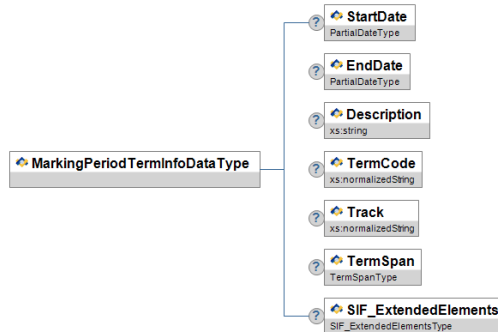 StartDate
PartialDateType
EndDate
PartialDateType
Description
xs:string
MarkingPeriodTermInfoDataType
TermCode
xs:normalizedString
Track
xs:normalizedString
TermSpan
TermSpanType
SIF_ExtendedElements
SIF_ExtendedElementsType